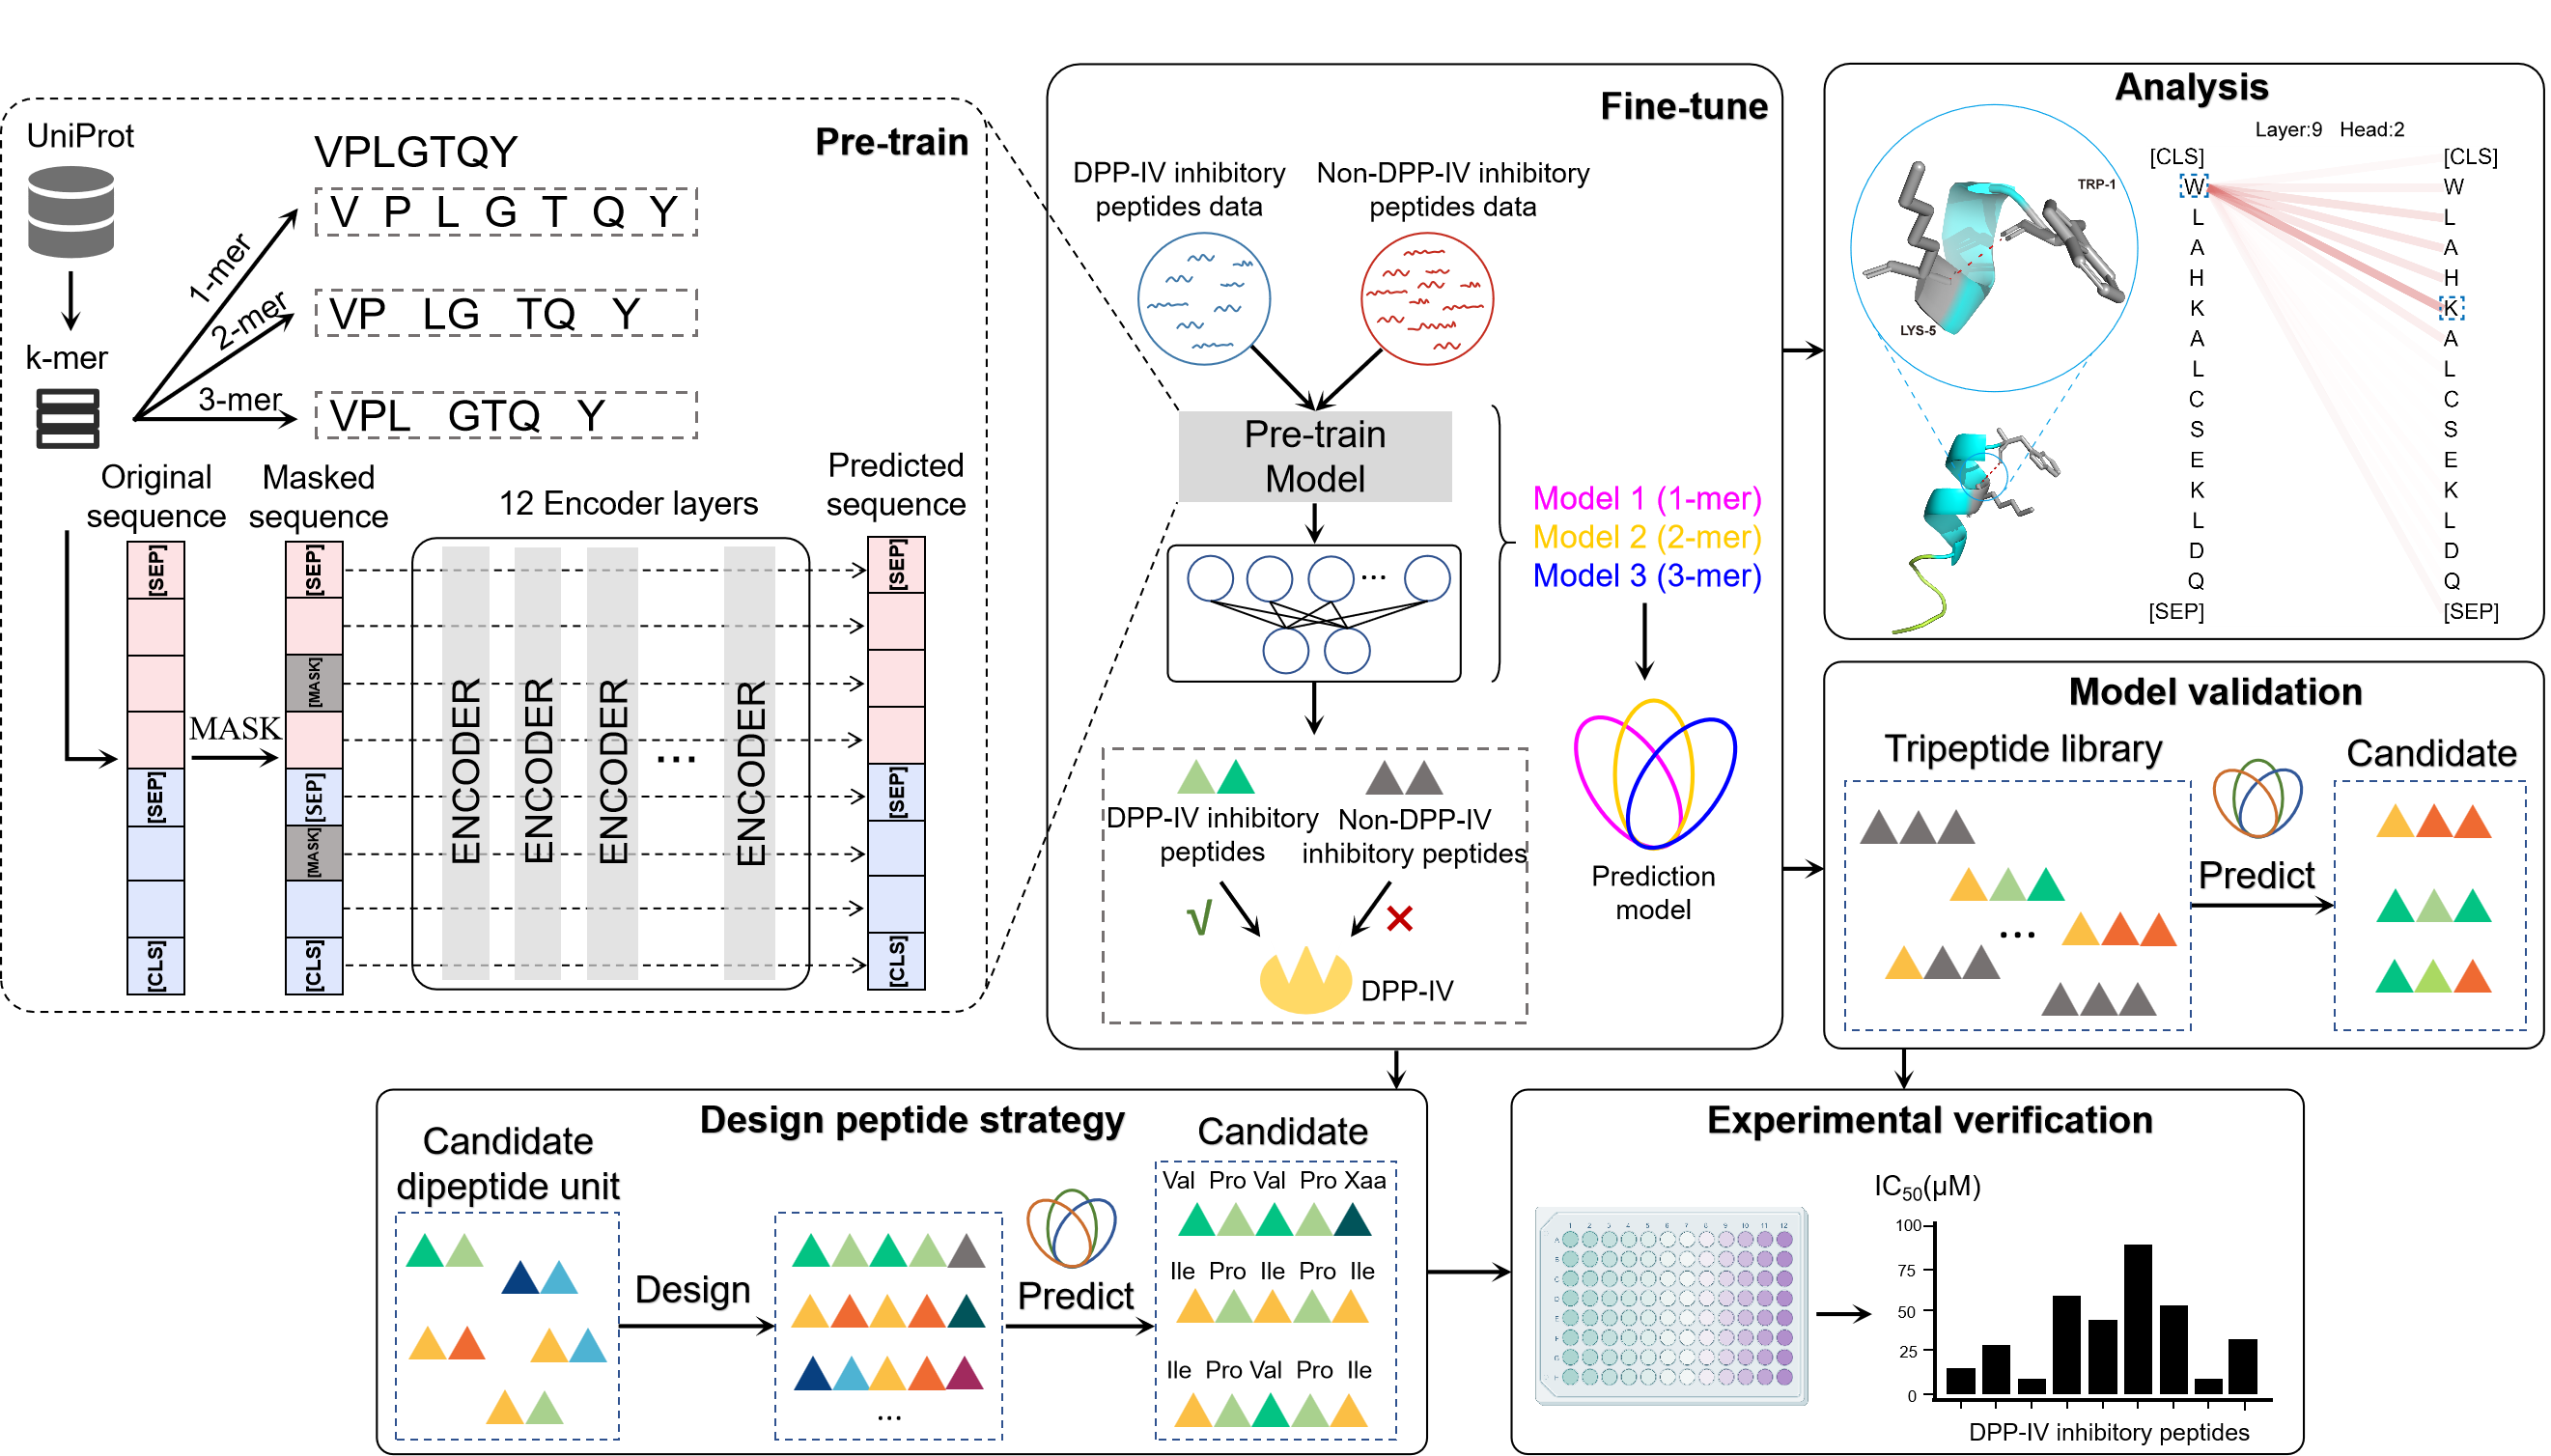 Pre-train
UniProt
k-mer
1-mer
2-mer
3-mer
VPLGTQY
V P L G T Q Y
VP LG TQ Y
VPL GTQ Y
Original
sequence
Masked
sequence
12 Encoder layers
Predicted
sequence
[SEP]
[SEP]
[CLS]
MASK
[SEP]
[MASK]
[SEP]
[MASK]
[CLS]
ENCODER
ENCODER
ENCODER
...
ENCODER
[SEP]
[SEP]
[CLS]
Fine-tune
DPP-IV inhibitory
peptides data
Non-DPP-IV inhibitory
peptides data
Pre-train
Model
...
Model 1 (1-mer)
Model 2 (2-mer)
Model 3 (3-mer)
DPP-IV inhibitory
peptides
Non-DPP-IV
inhibitory peptides
√
×
DPP-IV
Prediction
model
Analysis
TRP-1
LYS-5
Layer:9 Head:2
[CLS] [CLS]
W W
L L
A A
H H
K K
A A
L L
C C
S S
E E
K K
L L
D D
Q Q
[SEP] [SEP]
Model validation
Tripeptide library
...
Predict
Candidate
Design peptide strategy
Candidate
dipeptide unit
Design
...
Predict
Candidate
Val Pro Val Pro Xaa
Ile Pro Ile Pro Ile
Ile Pro Val Pro Ile
Experimental verification
1 2 3 4 5 6 7 8 9 10 11 12
A
B
C
D
E
F
G
H
IC50(μM)
100
75
50
25
0
DPP-IV inhibitory peptides